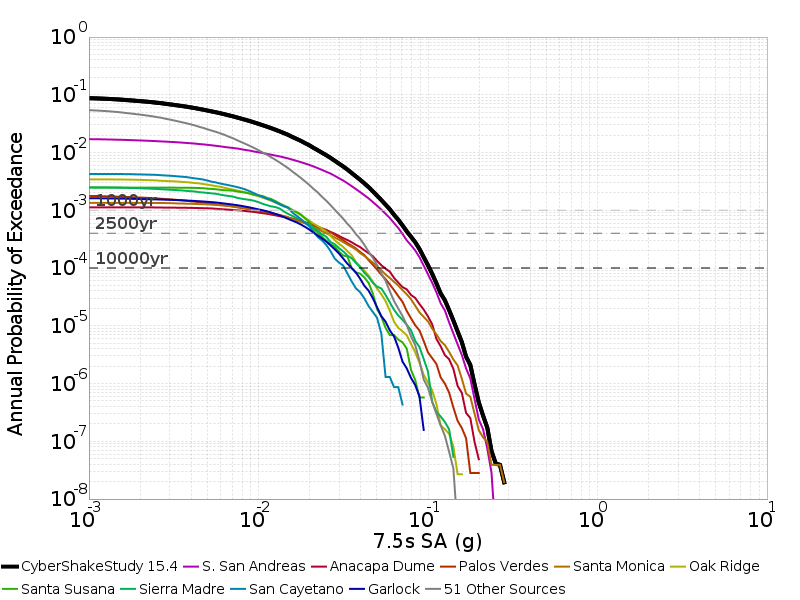 10^0
10^-1
10^-2
10^-3
10^-4
10^-5
10^-6
10^-7
10^-8
Annual Probability of Exceedance
1000yr
2500yr
10000yr
10^-3 10^-2 10^-1 10^0 10^1
7.5s SA (g)
CyberShakeStudy 15.4 S. San Andreas Anacapa Dume Palos Verdes Santa Monica Oak Ridge
Santa Susana Sierra Madre San Cayetano Garlock 51 Other Sources